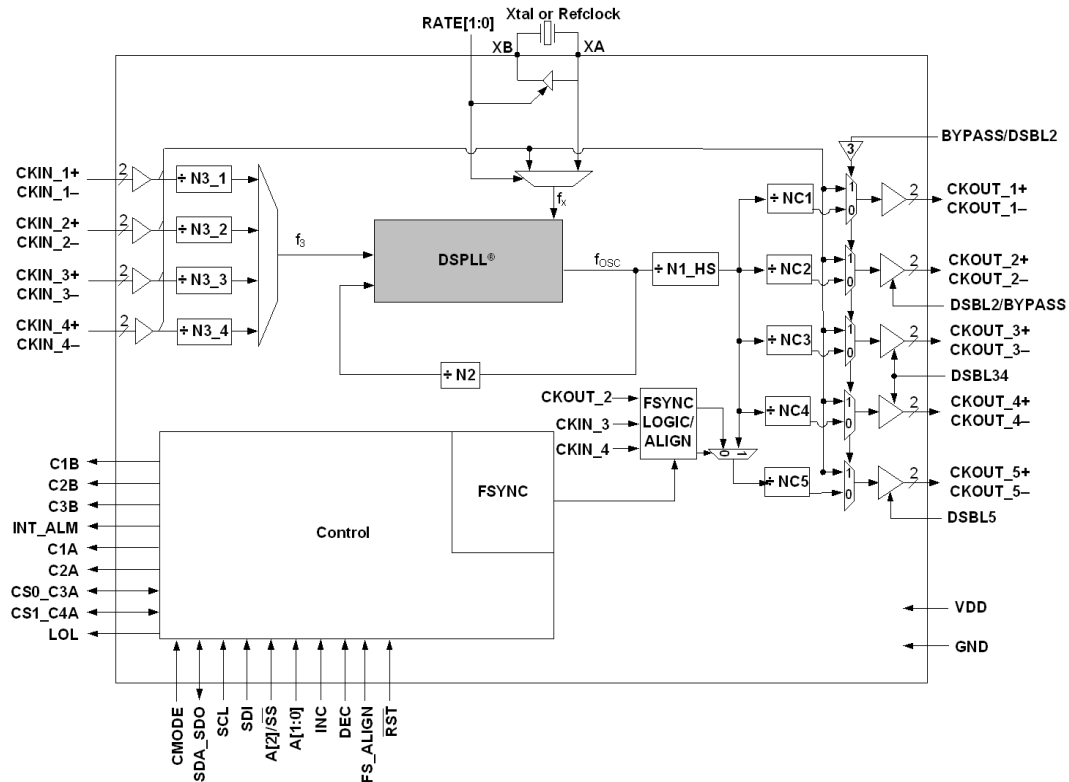 Xtal or Refclock
RATE[1:0]
XB
XA
BYPASS/DSBL2
3
CKIN_1+
CKIN_1–
2
÷ N3_1
CKIN_2+
CKIN_2–
2
÷ N3_2
CKIN_3+
CKIN_3–
2
÷ N3_3
CKIN_4+
CKIN_4–
2
÷ N3_4
f3
fX
DSPLL®
fOSC
÷ N1_HS
÷ N2
÷ NC1
1
0
2
CKOUT_1+
CKOUT_1–
÷ NC2
1
0
2
CKOUT_2+
CKOUT_2–
DSBL2/BYPASS
÷ NC3
1
0
2
CKOUT_3+
CKOUT_3–
DSBL34
÷ NC4
1
0
2
CKOUT_4+
CKOUT_4–
CKOUT_2
CKIN_3
CKIN_4
FSYNC
LOGIC/
ALIGN
0
1
÷ NC5
1
0
2
CKOUT_5+
CKOUT_5–
DSBL5
FSYNC
Control
C1B
C2B
C3B
INT_ALM
C1A
C2A
CS0_C3A
CS1_C4A
LOL
VDD
GND
CMODE
SDA_SDO
SCL
SDI
A[2]/S̅S̅
A[1:0]
INC
DEC
FS_ALIGN
R̅S̅T̅